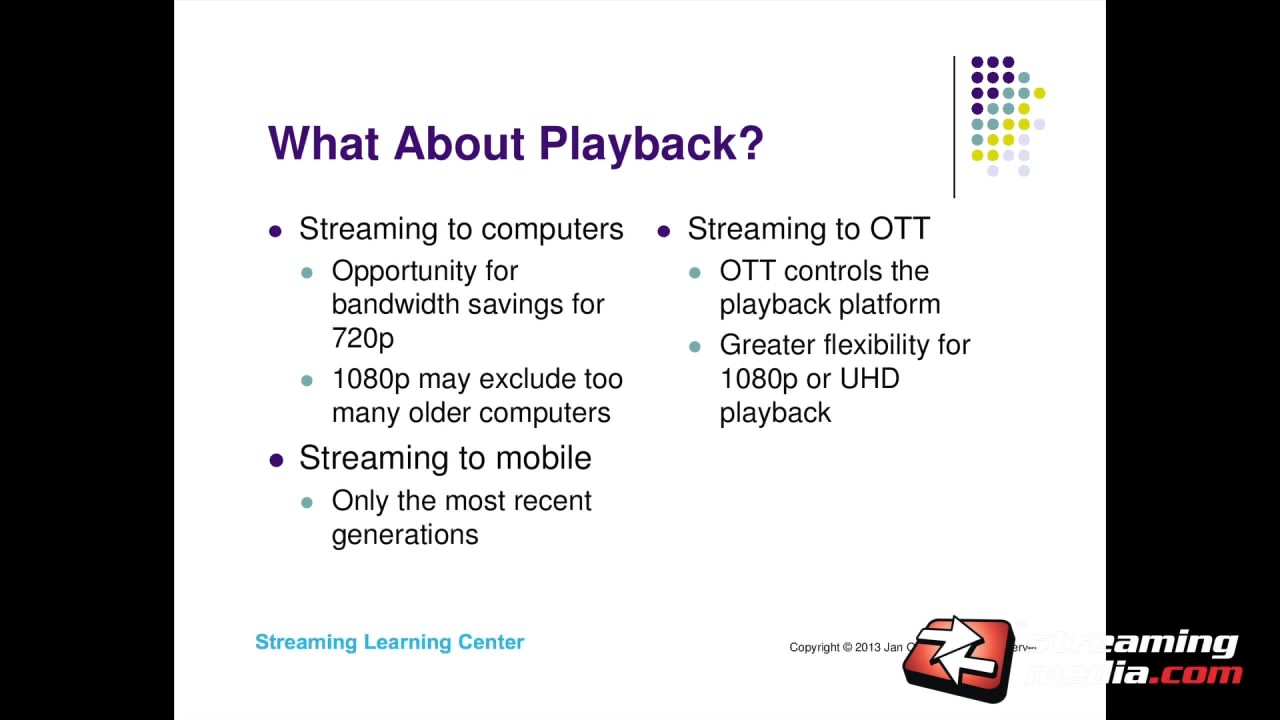 What About Playback?
Streaming to computers
Opportunity for
bandwidth savings for
720p
1080p may exclude too
many older computers
Streaming to mobile
Only the most recent
generations
Streaming to OTT
OTT controls the
playback platform
Greater flexibility for
1080p or UHD
playback
Streaming Learning Center
Copyright © 2013 Jan
streaming
media.com